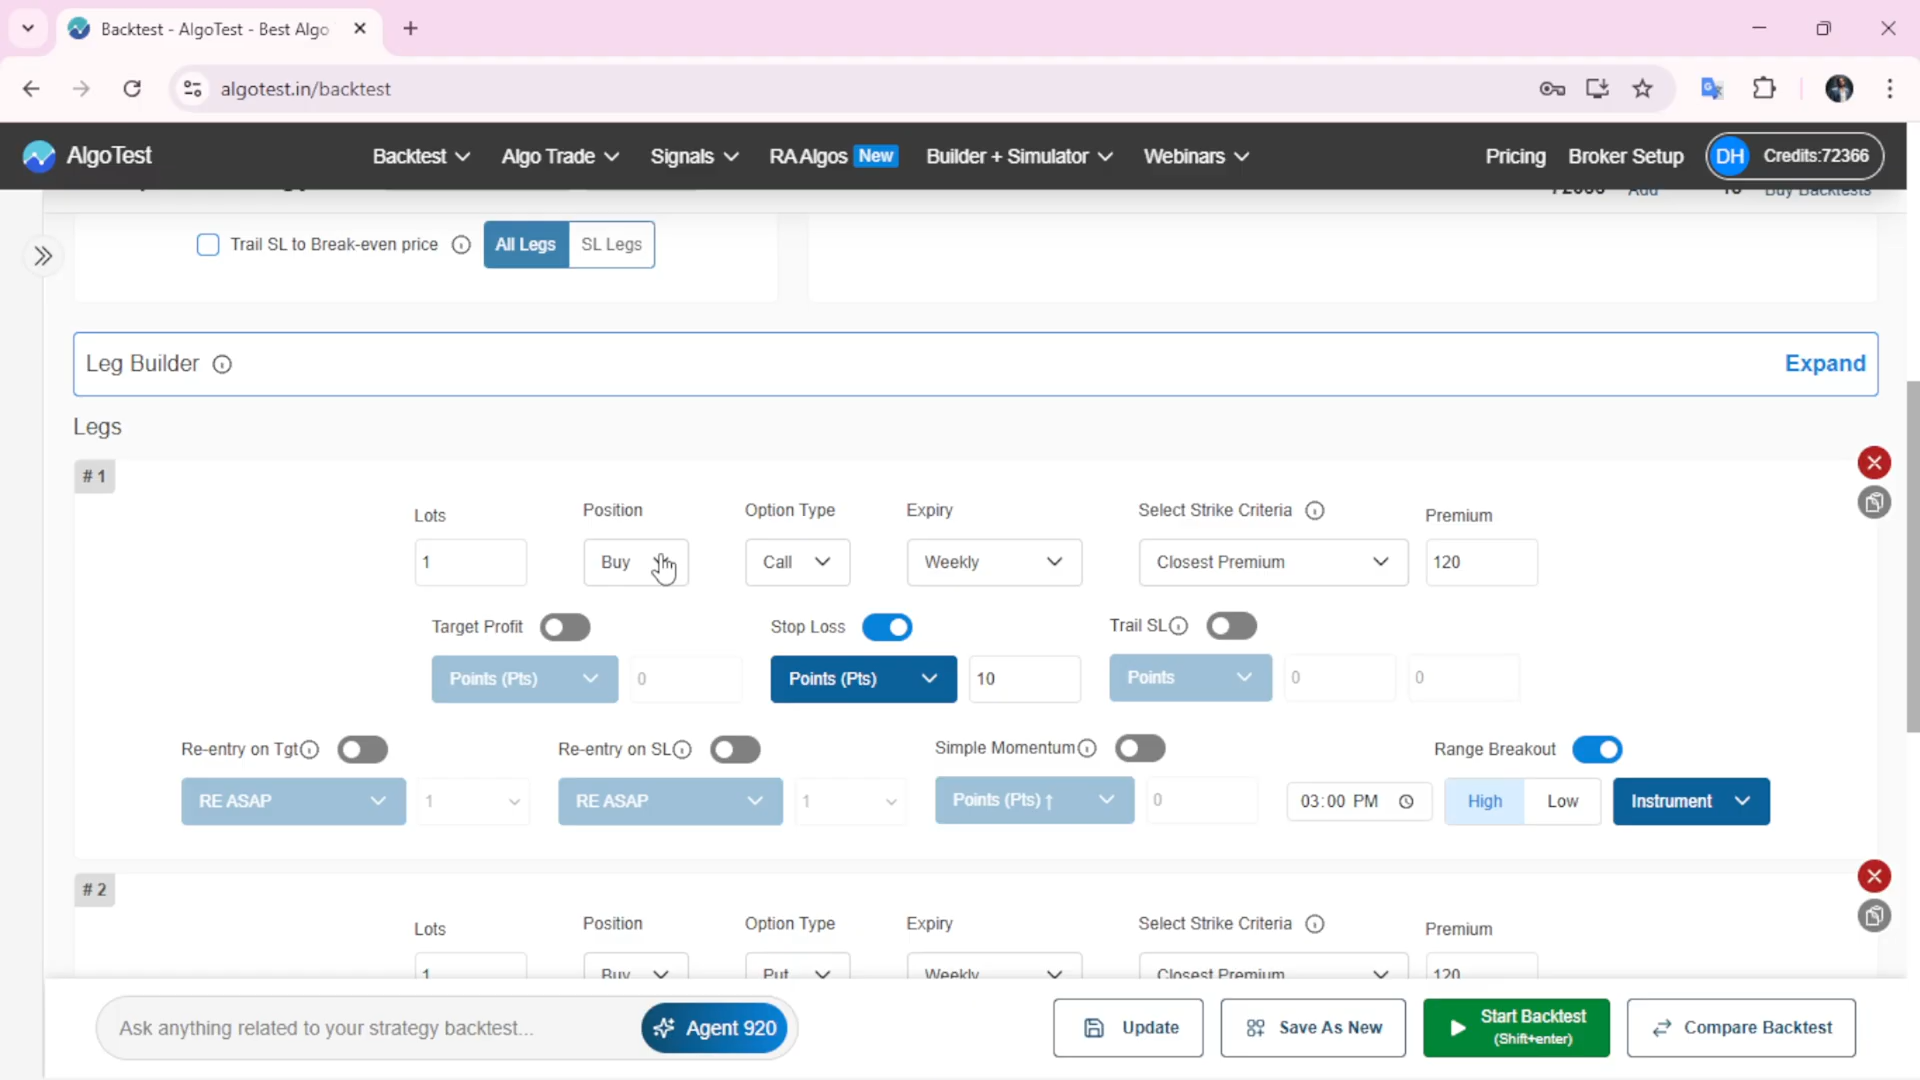 Backtest - AlgoTest - Best Algo
algotest.in/backtest
AlgoTest
Backtest
Algo Trade
Signals
RA Algos New
Builder + Simulator
Webinars
Pricing
Broker Setup
DH
Credits:72366
Buy Backtests
Trail SL to Break-even price
All Legs
SL Legs
Leg Builder
Expand
Legs
# 1
Lots
Position
Option Type
Expiry
Select Strike Criteria
Premium
1
Buy
Call
Weekly
Closest Premium
120
Target Profit
Stop Loss
Trail SL
Points (Pts)
0
Points (Pts)
10
Points
0
0
Re-entry on Tgt
Re-entry on SL
Simple Momentum
Range Breakout
RE ASAP
1
RE ASAP
1
Points (Pts) ↑
0
03:00 PM
High
Low
Instrument
# 2
Lots
Position
Option Type
Expiry
Select Strike Criteria
Premium
1
Buy
Put
Weekly
Closest Premium
120
Ask anything related to your strategy backtest...
Agent 920
Update
Save As New
Start Backtest
(Shift+enter)
Compare Backtest